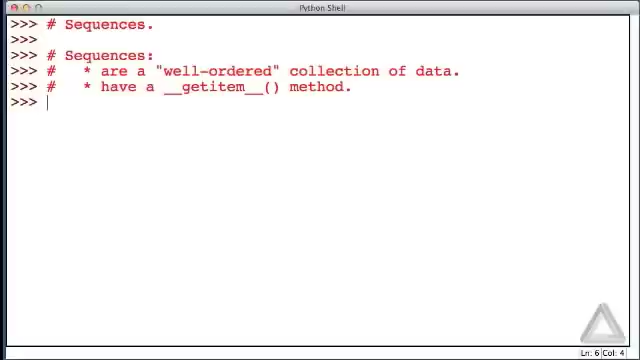 Python Shell
>>> # Sequences.
>>>
>>> # Sequences:
>>> #   * are a "well-ordered" collection of data.
>>> #   * have a __getitem__() method.
>>>
Ln: 6 Col: 4